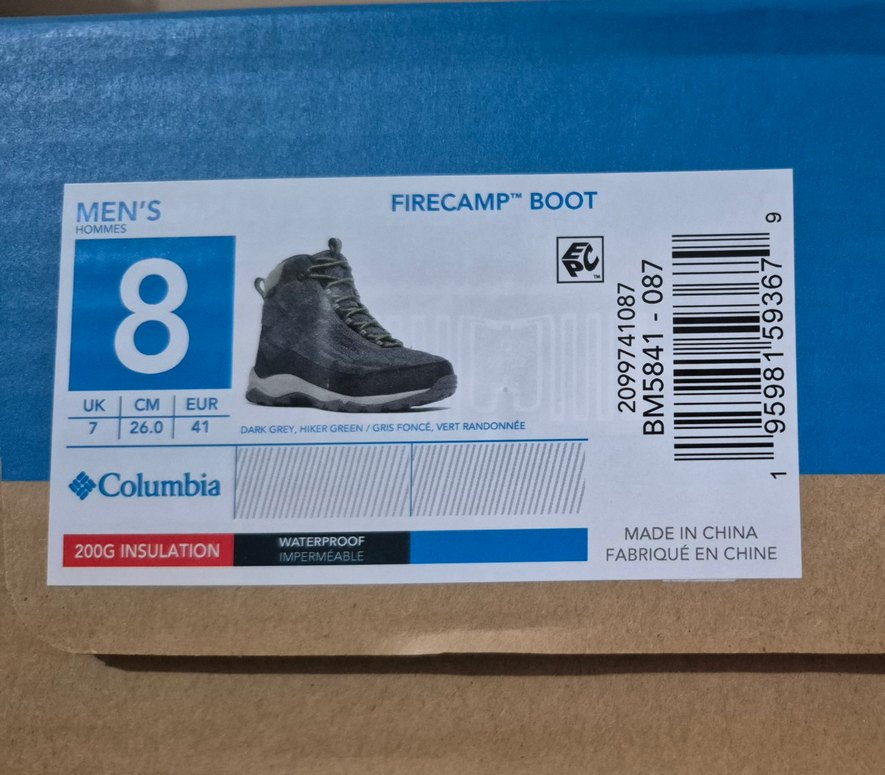 MEN'S
HOMMES
FIRECAMP™ BOOT
8
EPC™
UK CM EUR
7 26.0 41
DARK GREY, HIKER GREEN / GRIS FONCÉ, VERT RANDONNÉE
Columbia
200G INSULATION
WATERPROOF
IMPERMÉABLE
2099741087
BM5841 - 087
1 95981 59367 9
MADE IN CHINA
FABRIQUÉ EN CHINE